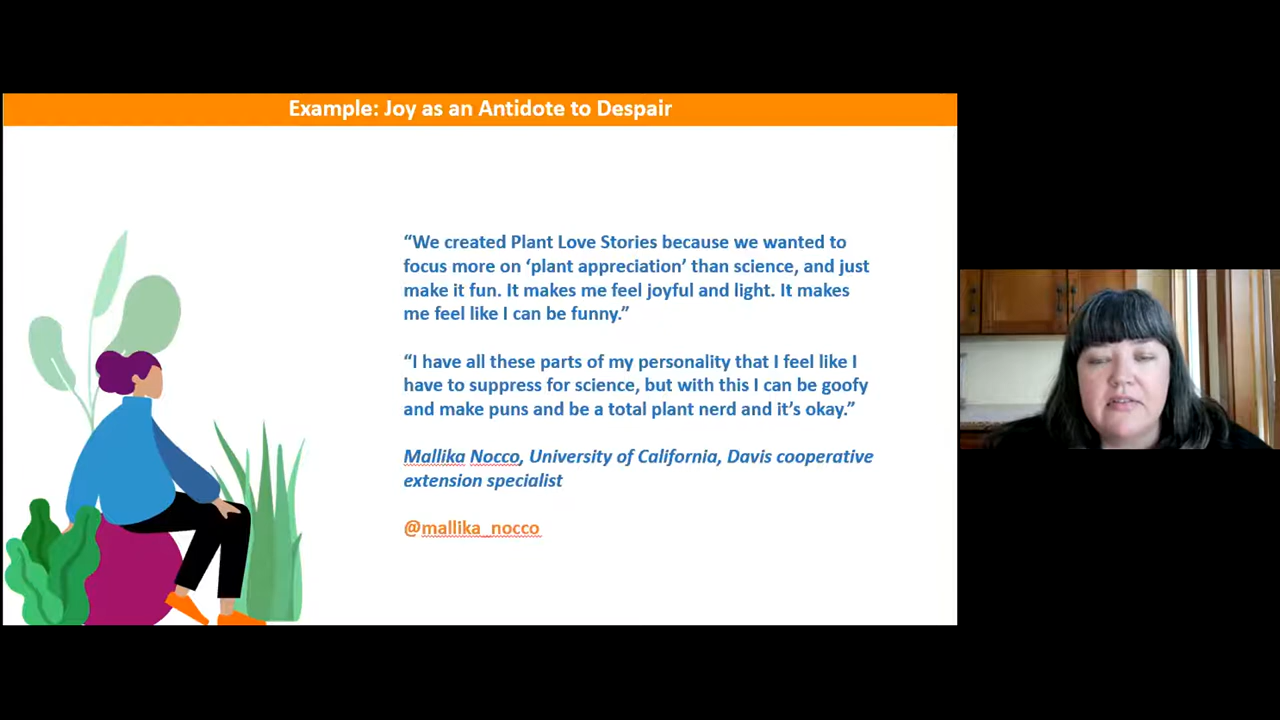 Example: Joy as an Antidote to Despair
“We created Plant Love Stories because we wanted to
focus more on ‘plant appreciation’ than science, and just
make it fun. It makes me feel joyful and light. It makes
me feel like I can be funny.”
“I have all these parts of my personality that I feel like I
have to suppress for science, but with this I can be goofy
and make puns and be a total plant nerd and it’s okay.”
Mallika Nocco, University of California, Davis cooperative
extension specialist
@mallika_nocco